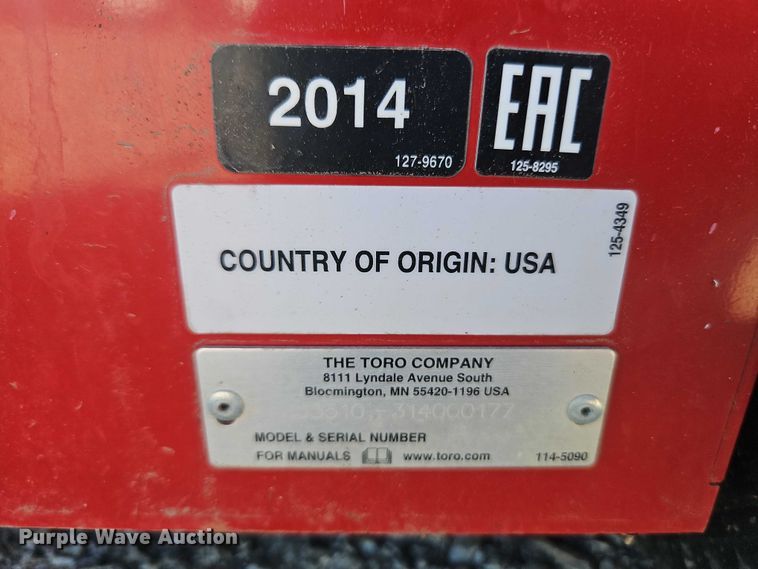 2014
127-9670
EAC
125-8295
COUNTRY OF ORIGIN: USA
125-4349
THE TORO COMPANY
8111 Lyndale Avenue South
Bloomington, MN 55420-1196 USA
MODEL & SERIAL NUMBER
FOR MANUALS www.toro.com
114-5090
Purple Wave Auction